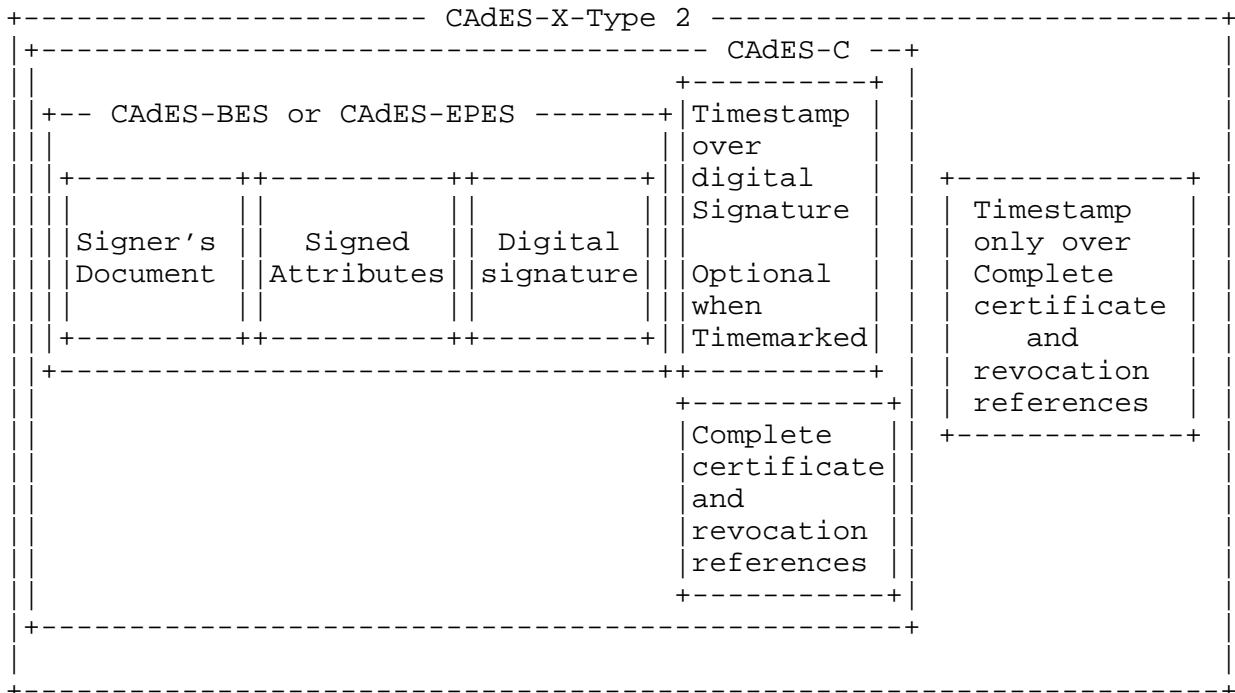 CAdES-X-Type 2
CAdES-C
CAdES-BES or CAdES-EPES
Signer's
Document
Signed
Attributes
Digital
signature
Timestamp
over
digital
Signature
Optional
when
Timemarked
Complete
certificate
and
revocation
references
Timestamp
only over
Complete
certificate
and
revocation
references